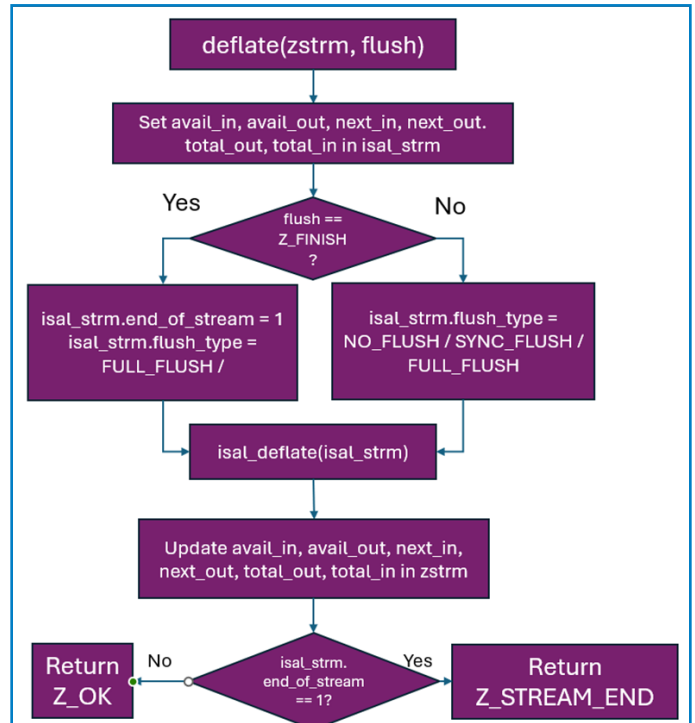 deflate(zstrm, flush)
Set avail_in, avail_out, next_in, next_out.
total_out, total_in in isal_strm
Yes
No
flush ==
Z_FINISH
?
isal_strm.end_of_stream = 1
isal_strm.flush_type =
FULL_FLUSH /
isal_strm.flush_type =
NO_FLUSH / SYNC_FLUSH /
FULL_FLUSH
isal_deflate(isal_strm)
Update avail_in, avail_out, next_in,
next_out, total_out, total_in in zstrm
isal_strm.
end_of_stream
== 1?
No
Yes
Return
Z_OK
Return
Z_STREAM_END